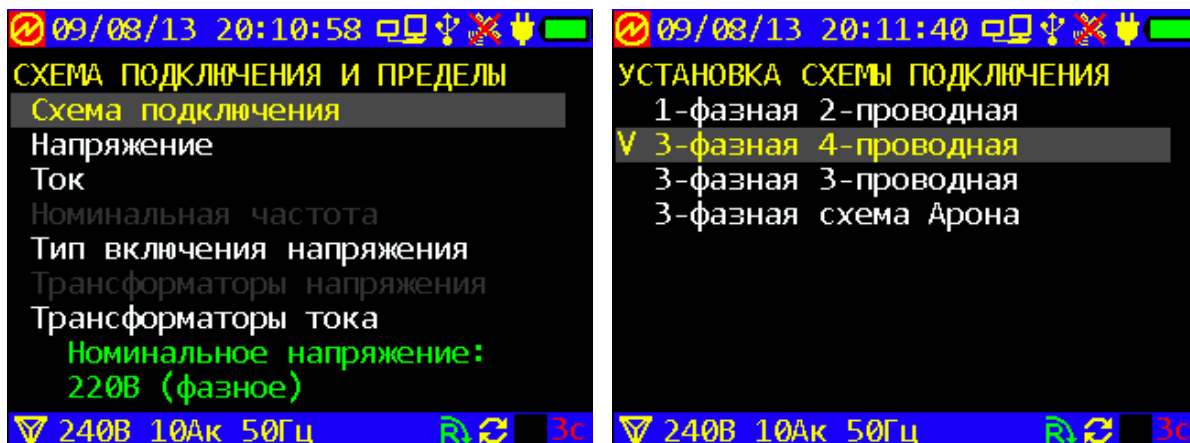 09/08/13 20:10:58
СХЕМА ПОДКЛЮЧЕНИЯ И ПРЕДЕЛЫ
Схема подключения
Напряжение
Ток
Номинальная частота
Тип включения напряжения
Трансформаторы напряжения
Трансформаторы тока
Номинальное напряжение:
220В (фазное)
240В 10Ак 50Гц R 3с
09/08/13 20:11:40
УСТАНОВКА СХЕМЫ ПОДКЛЮЧЕНИЯ
1-фазная 2-проводная
V 3-фазная 4-проводная
3-фазная 3-проводная
3-фазная схема Арона
240В 10Ак 50Гц R 3с